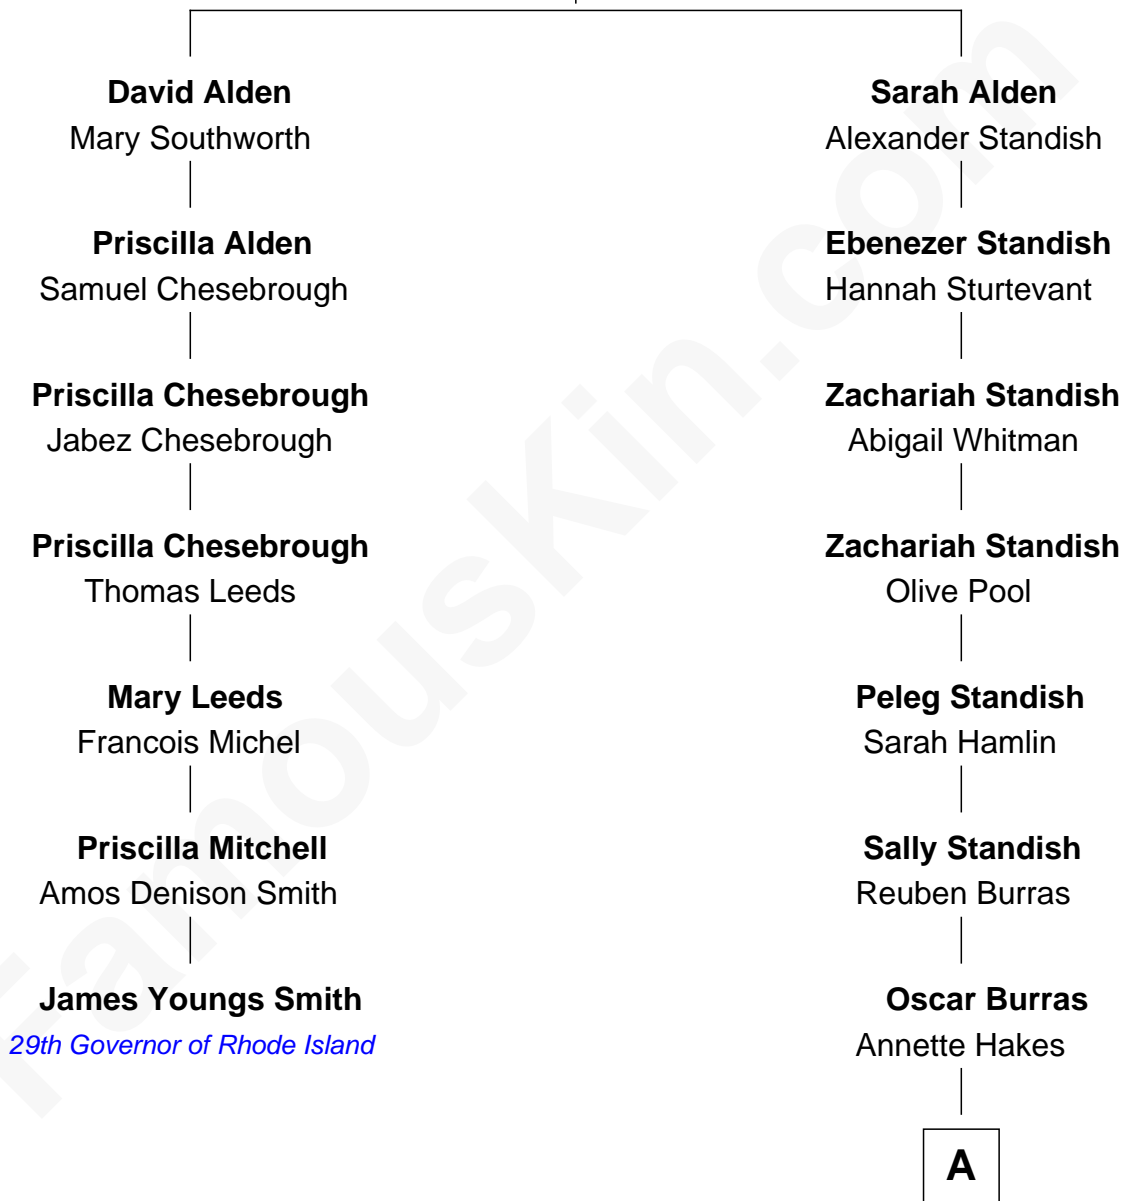 David Alden
Mary Southworth
Priscilla Alden
Samuel Chesebrough
Priscilla Chesebrough
Jabez Chesebrough
Priscilla Chesebrough
Thomas Leeds
Mary Leeds
Francois Michel
Priscilla Mitchell
Amos Denison Smith
James Youngs Smith
29th Governor of Rhode Island
Sarah Alden
Alexander Standish
Ebenezer Standish
Hannah Sturtevant
Zachariah Standish
Abigail Whitman
Zachariah Standish
Olive Pool
Peleg Standish
Sarah Hamlin
Sally Standish
Reuben Burras
Oscar Burras
Annette Hakes
A
FamousKin.com